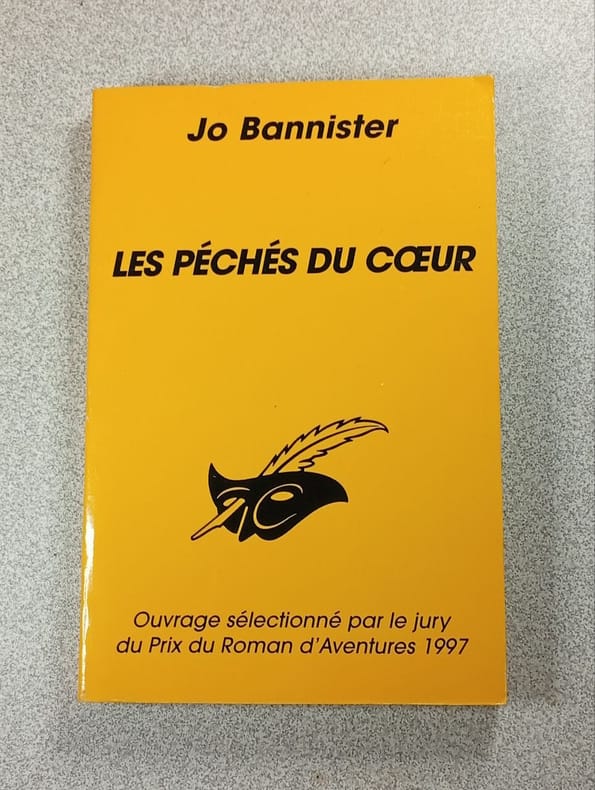 Jo Bannister
LES PÉCHÉS DU CŒUR
Ouvrage sélectionné par le jury
du Prix du Roman d'Aventures 1997